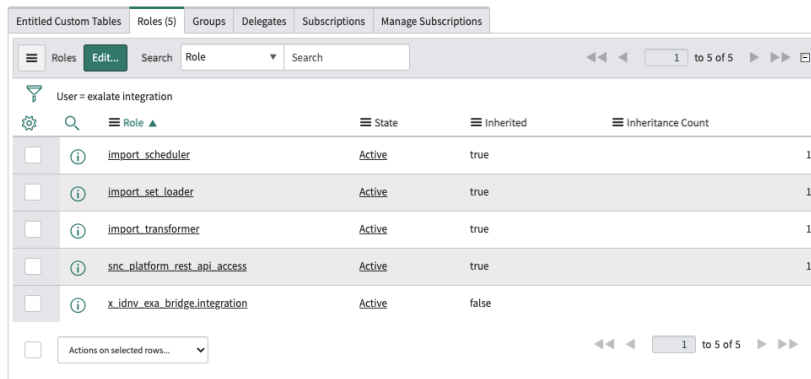 Entitled Custom Tables Roles (5) Groups Delegates Subscriptions Manage Subscriptions
Roles Edit... Search Role Search 1 to 5 of 5
User = exalate integration
Role State Inherited Inheritance Count
import_scheduler Active true 1
import_set_loader Active true 1
import_transformer Active true 1
snc_platform_rest_api_access Active true 1
x_idnv_exa_bridge.integration Active false
Actions on selected rows... 1 to 5 of 5